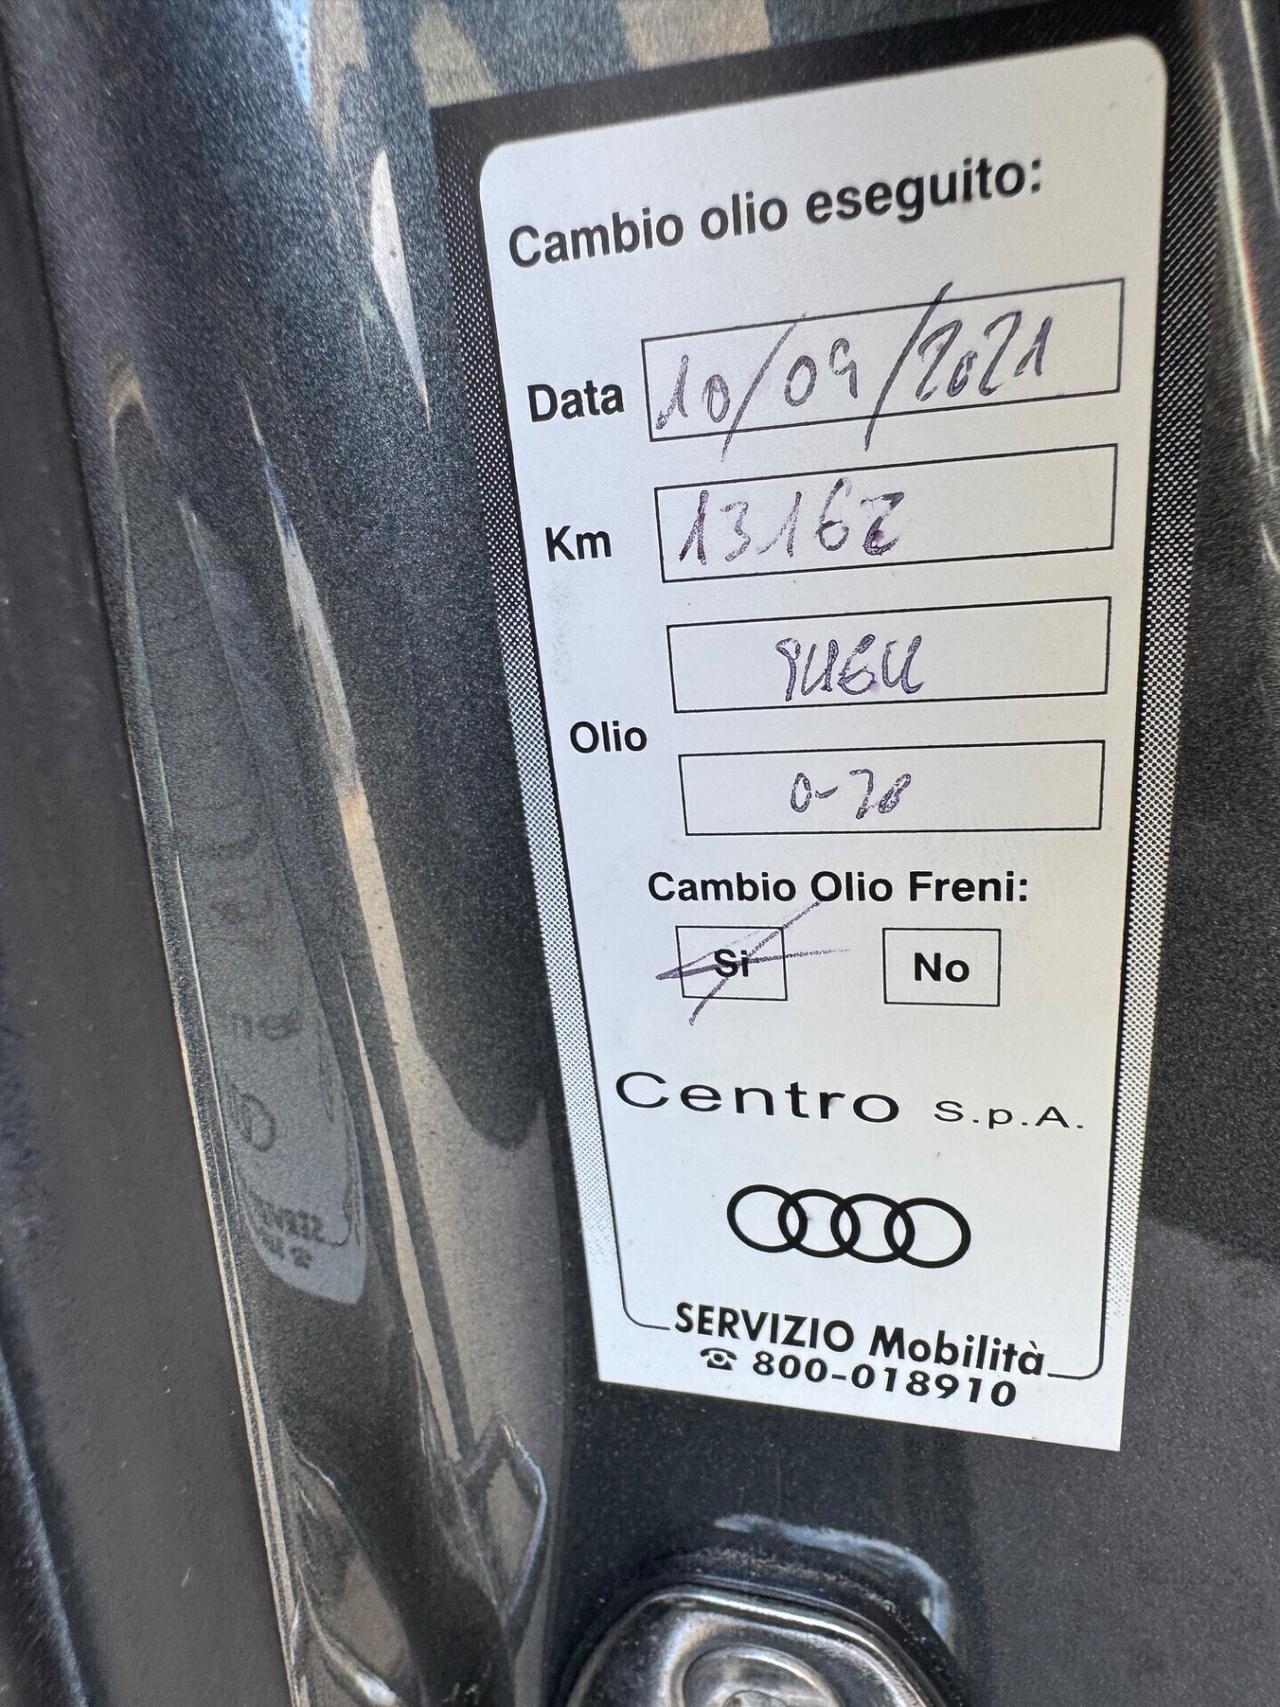 Cambio olio eseguito:
Data 10/09/2021
Km 13162
Olio
0-20
Cambio Olio Freni:
Si No
Centro S.p.A.
SERVIZIO Mobilità
☎ 800-018910